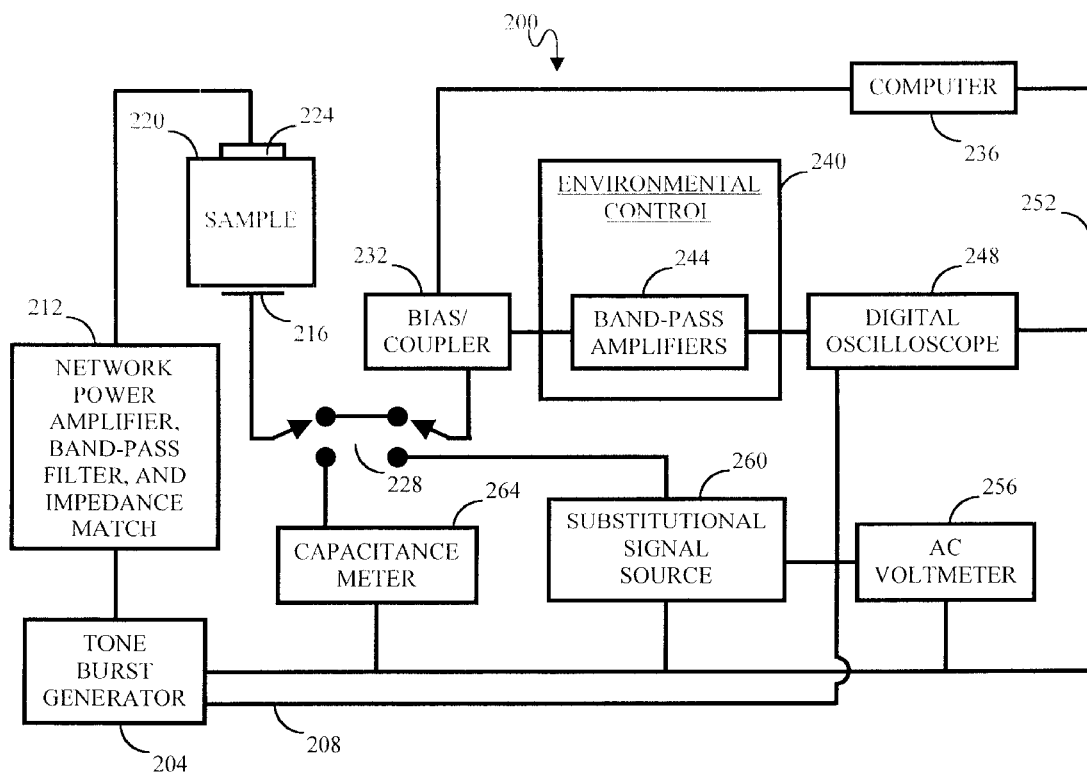 200
COMPUTER
236
220
224
SAMPLE
216
240
ENVIRONMENTAL
CONTROL
252
232
BIAS/
COUPLER
244
BAND-PASS
AMPLIFIERS
248
DIGITAL
OSCILLOSCOPE
212
NETWORK
POWER
AMPLIFIER,
BAND-PASS
FILTER, AND
IMPEDANCE
MATCH
228
264
CAPACITANCE
METER
260
SUBSTITUTIONAL
SIGNAL
SOURCE
256
AC
VOLTMETER
TONE
BURST
GENERATOR
204
208